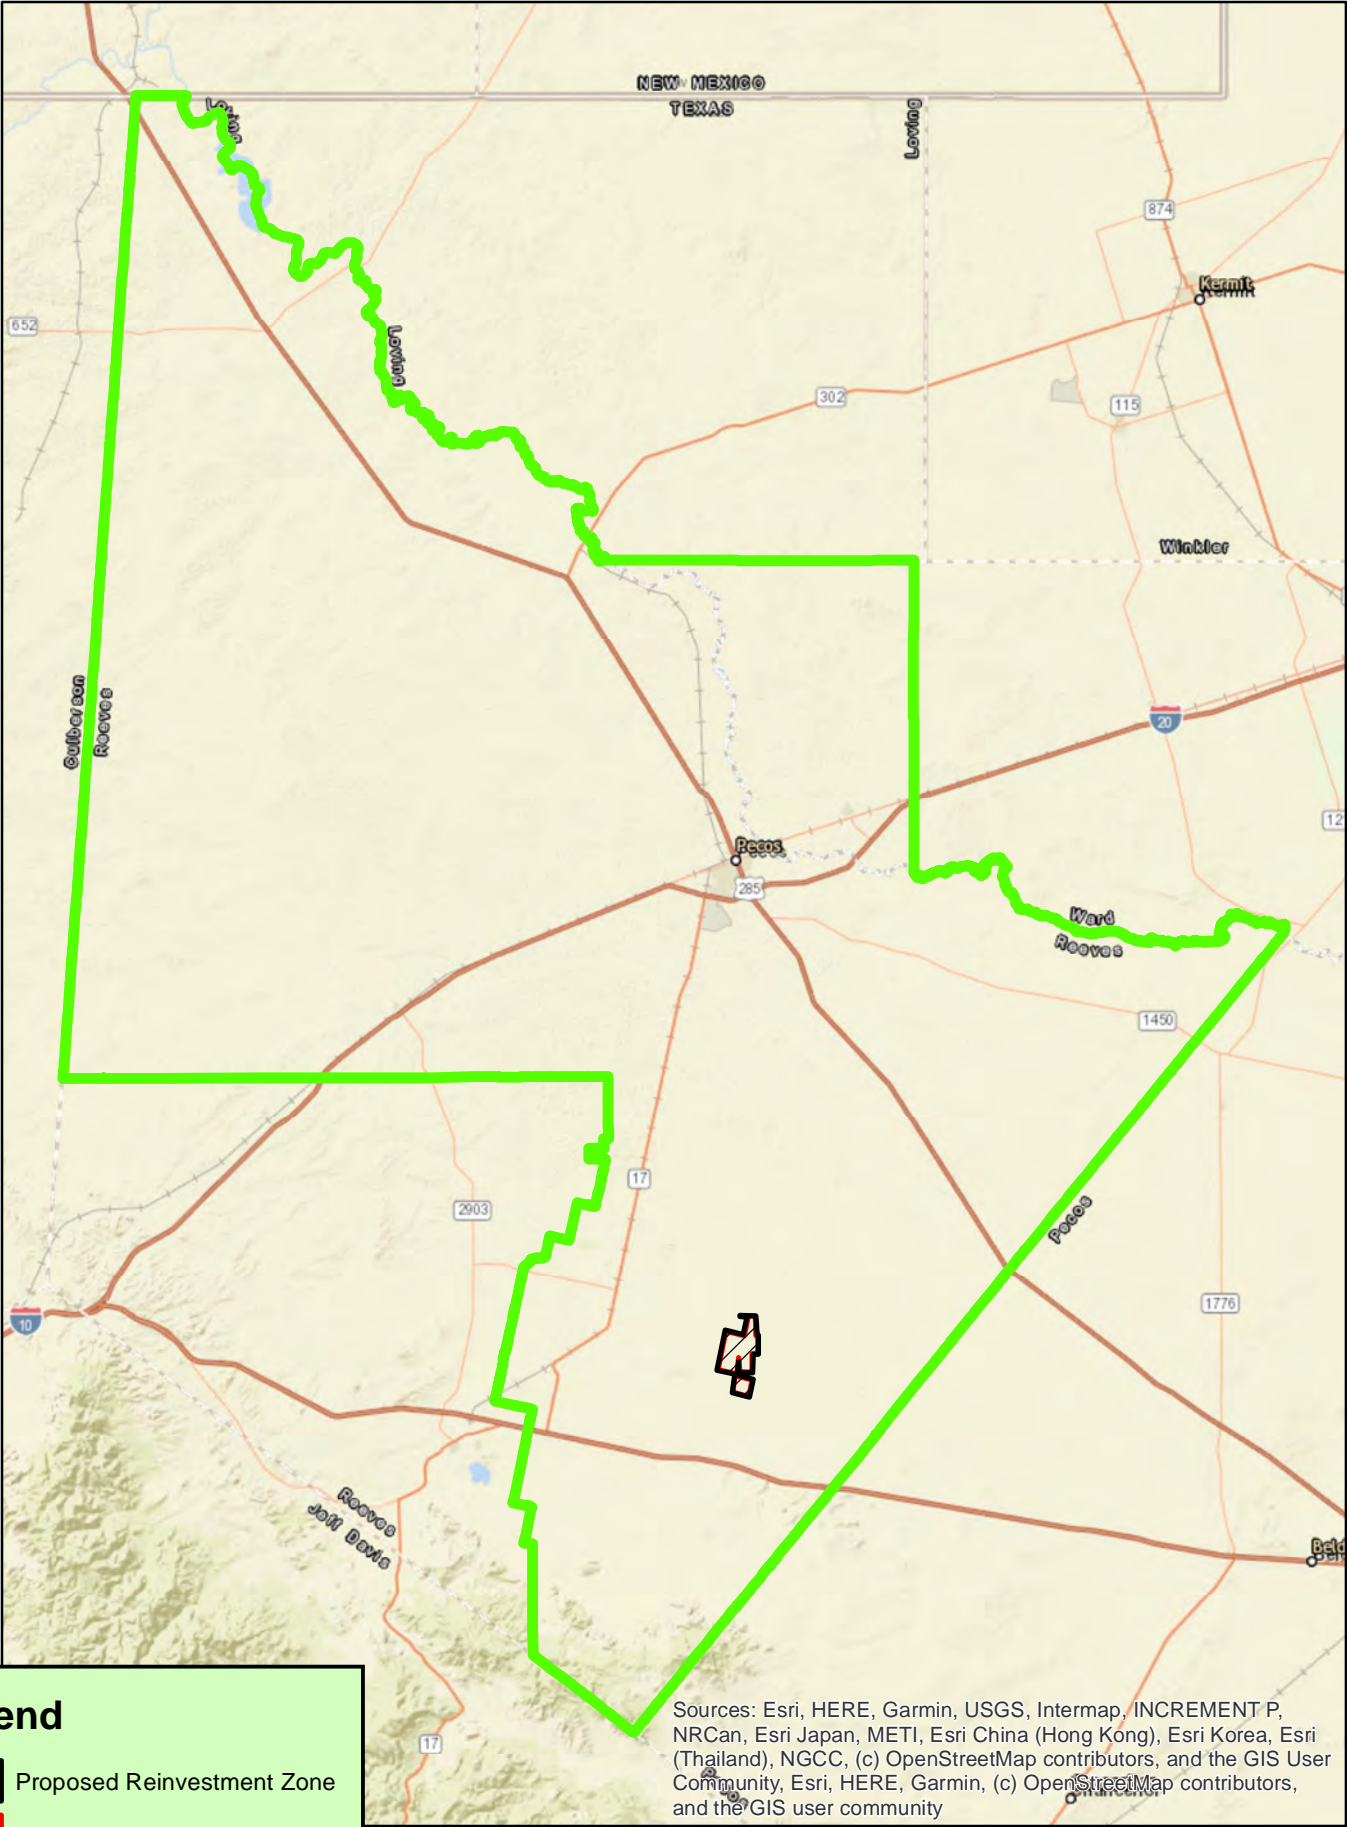 NEW MEXICO
TEXAS
Loving
Loving
874
Kermit
652
Loving
302
115
Winkler
Culberson
Reeves
20
Pecos
285
Ward
Reeves
1450
17
2903
Pecos
1776
10
Reeves
Jeff Davis
17
end
Proposed Reinvestment Zone
Sources: Esri, HERE, Garmin, USGS, Intermap, INCREMENT P,
NRCan, Esri Japan, METI, Esri China (Hong Kong), Esri Korea, Esri
(Thailand), NGCC, (c) OpenStreetMap contributors, and the GIS User
Community, Esri, HERE, Garmin, (c) OpenStreetMap contributors,
and the GIS user community